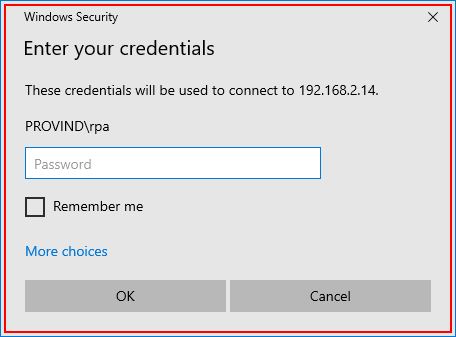 Windows Security
Enter your credentials
These credentials will be used to connect to 192.168.2.14.
PROVIND\rpa
Password
Remember me
More choices
OK
Cancel